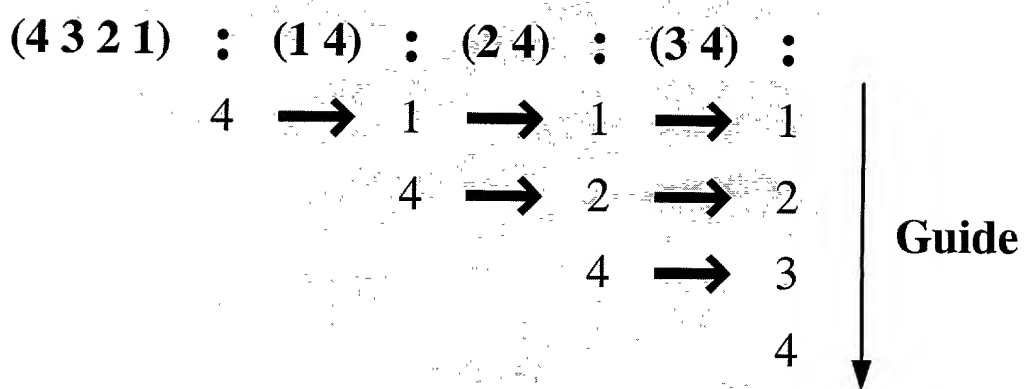 (4 3 2 1) : (1 4) : (2 4) : (3 4) :
4 → 1 → 1 → 1
4 → 2 → 2
Guide
4 → 3
4